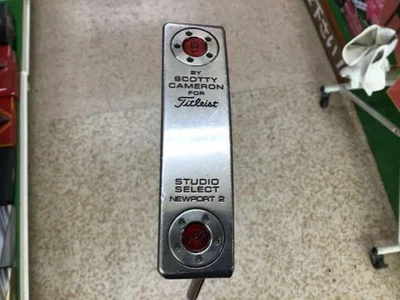 BY
SCOTTY
CAMERON
FOR
Titleist
STUDIO
SELECT
NEWPORT 2